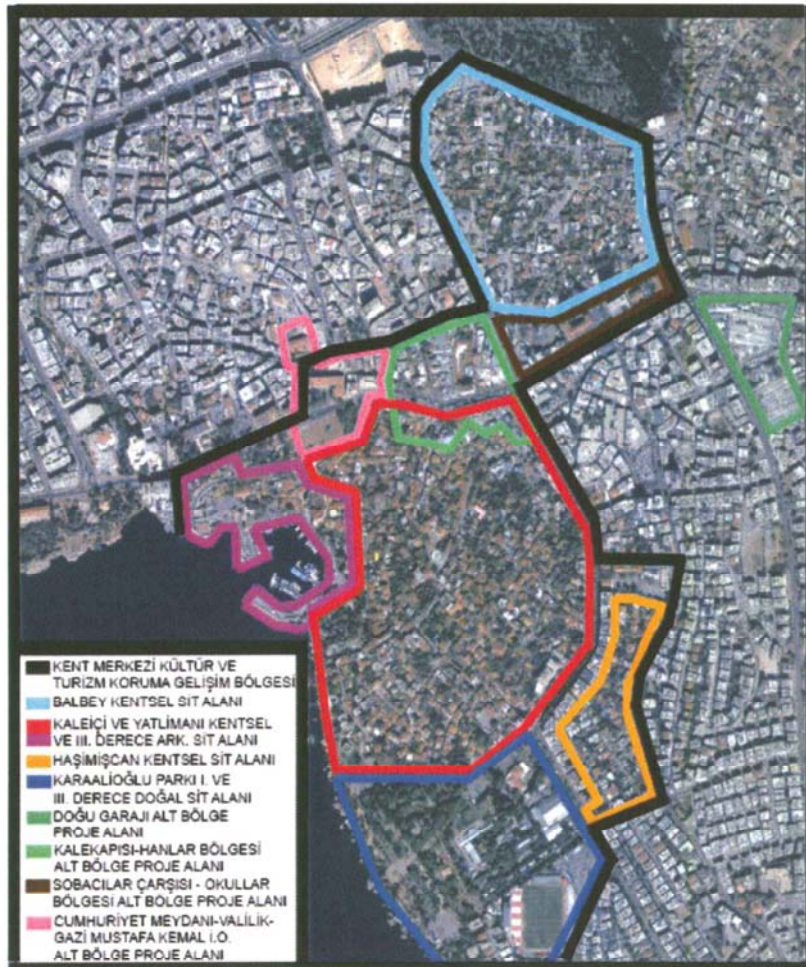 KENT MERKEZİ KÜLTÜR VE
TURİZM KORUMA GELİŞİM BÖLGESİ
BALBEY KENTSEL SİT ALANI
KALEİÇİ VE YATLİMANI KENTSEL
VE III. DERECE ARK. SİT ALANI
HAŞİMİŞCAN KENTSEL SİT ALANI
KARAALİOĞLU PARKI I. VE
III. DERECE DOĞAL SİT ALANI
DOĞU GARAJI ALT BÖLGE
PROJE ALANI
KALEKAPISI-HANLAR BÖLGESİ
ALT BÖLGE PROJE ALANI
SOBACILAR ÇARŞISI - OKULLAR
BÖLGESİ ALT BÖLGE PROJE ALANI
CUMHURİYET MEYDANI-VALİLİK-
GAZİ MUSTAFA KEMAL İ.O.
ALT BÖLGE PROJE ALANI